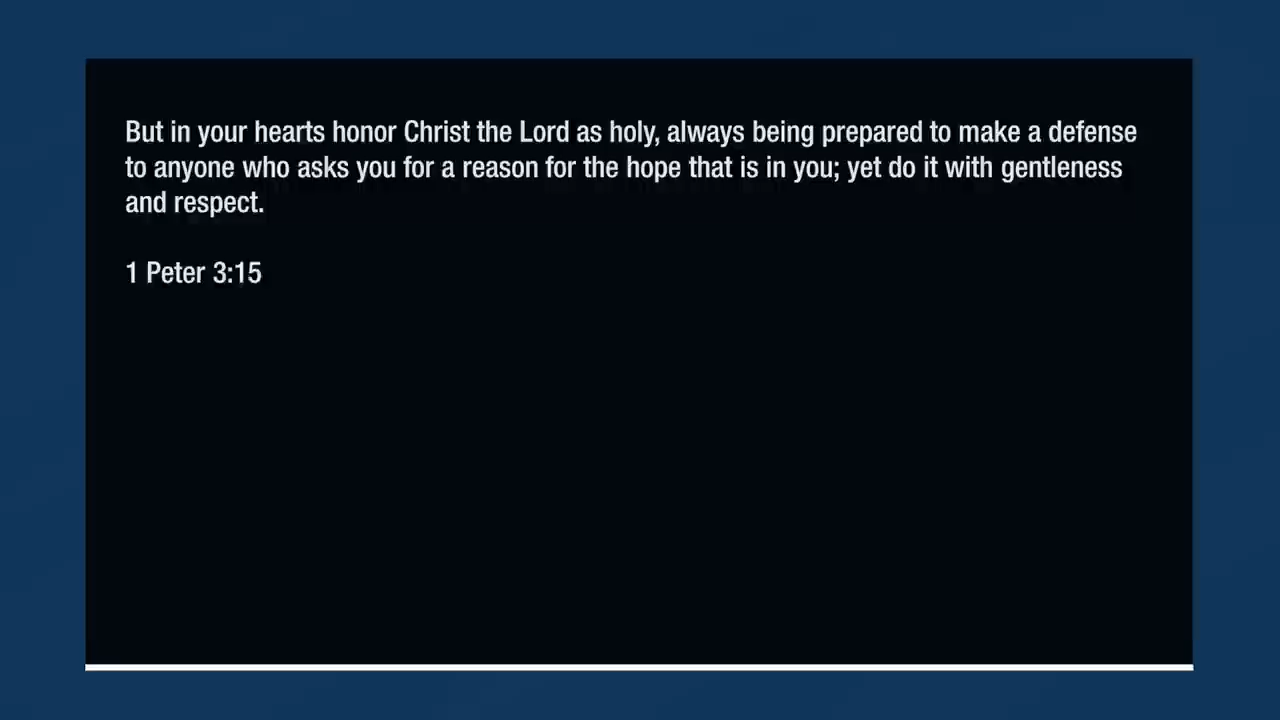 But in your hearts honor Christ the Lord as holy, always being prepared to make a defense
to anyone who asks you for a reason for the hope that is in you; yet do it with gentleness
and respect.
1 Peter 3:15